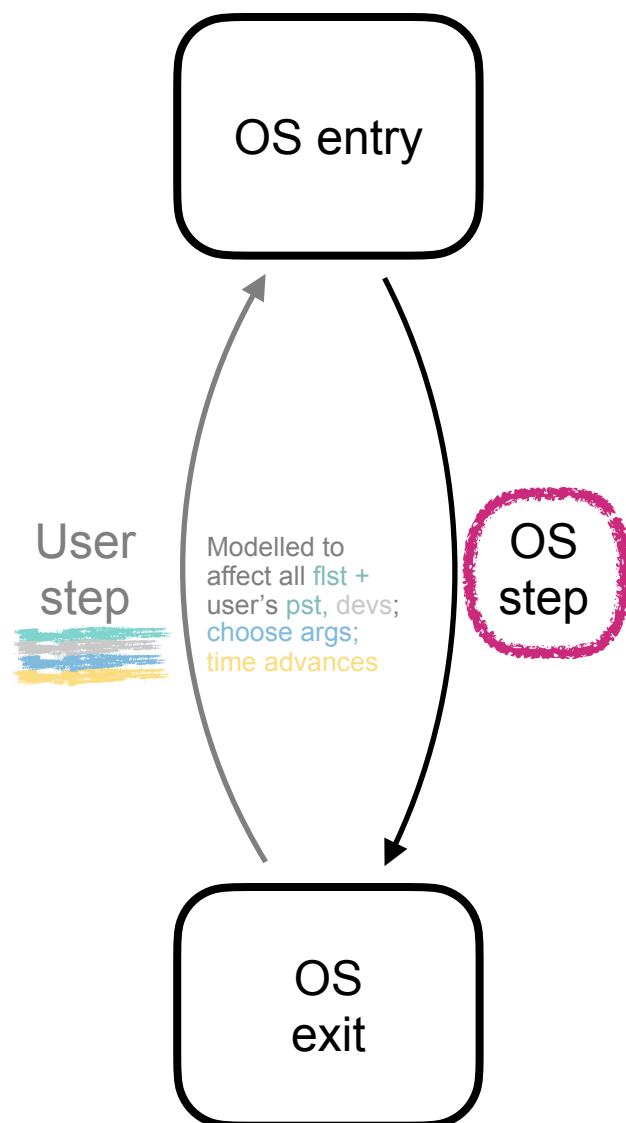 OS entry
User
step
Modelled to
affect all flst +
user's pst, devs;
choose args;
time advances
OS
step
OS
exit